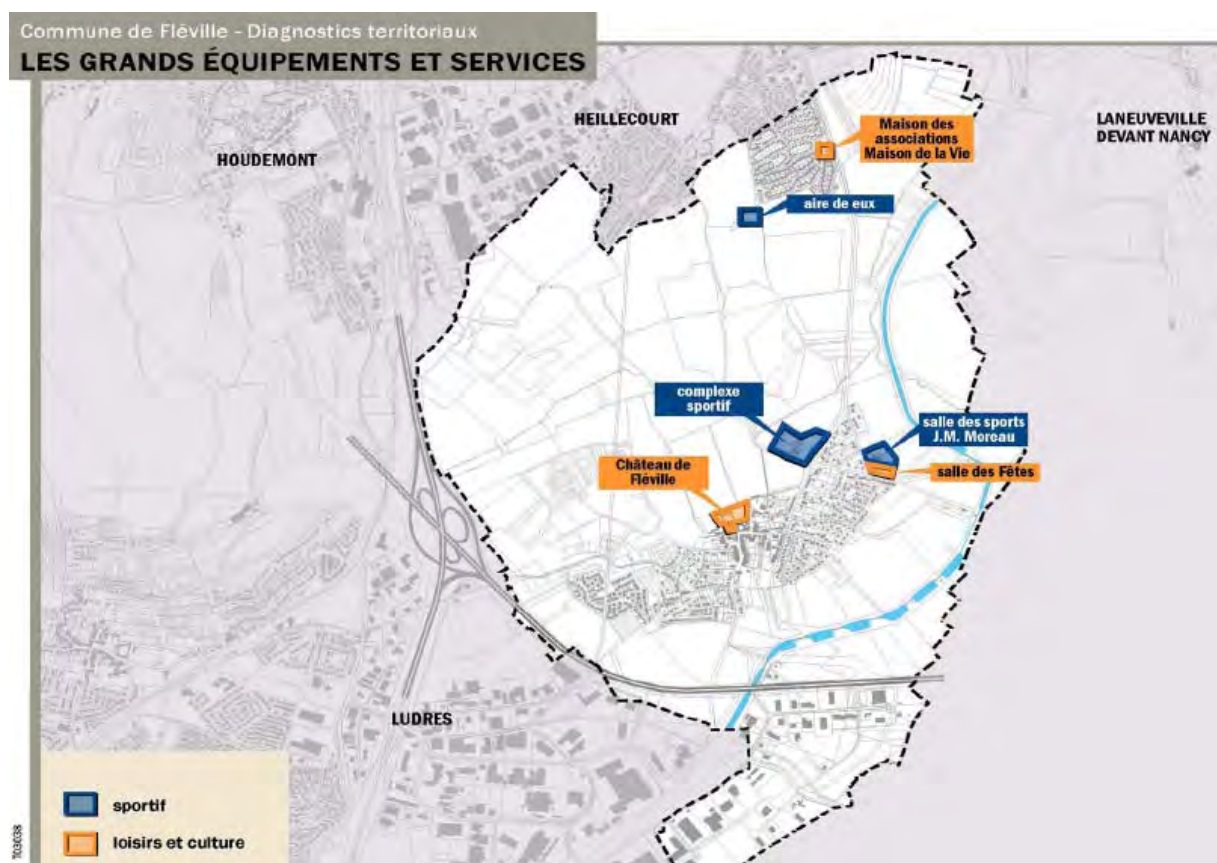 Commune de Fléville - Diagnostics territoriaux
LES GRANDS ÉQUIPEMENTS ET SERVICES
HEILLECOURT
HOUDEMONT
LANEUVEVILLE
DEVANT NANCY
Maison des
associations
Maison de la Vie
aire de eux
complexe
sportif
salle des sports
J.M. Moreau
salle des Fêtes
Château de
Fléville
LUDRES
sportif
loisirs et culture
T03038